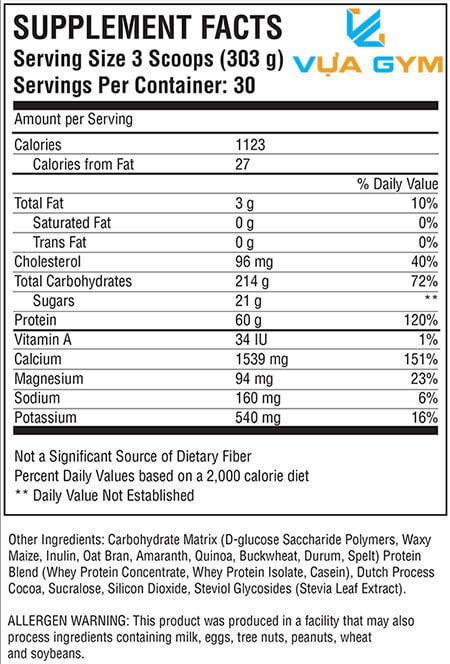 SUPPLEMENT FACTS
Serving Size 3 Scoops (303 g)
Servings Per Container: 30
VỰA GYM
Amount per Serving
Calories 1123
Calories from Fat 27
% Daily Value
Total Fat 3 g 10%
Saturated Fat 0 g 0%
Trans Fat 0 g 0%
Cholesterol 96 mg 40%
Total Carbohydrates 214 g 72%
Sugars 21 g **
Protein 60 g 120%
Vitamin A 34 IU 1%
Calcium 1539 mg 151%
Magnesium 94 mg 23%
Sodium 160 mg 6%
Potassium 540 mg 16%
Not a Significant Source of Dietary Fiber
Percent Daily Values based on a 2,000 calorie diet
** Daily Value Not Established
Other Ingredients: Carbohydrate Matrix (D-glucose Saccharide Polymers, Waxy
Maize, Inulin, Oat Bran, Amaranth, Quinoa, Buckwheat, Durum, Spelt) Protein
Blend (Whey Protein Concentrate, Whey Protein Isolate, Casein), Dutch Process
Cocoa, Sucralose, Silicon Dioxide, Steviol Glycosides (Stevia Leaf Extract).
ALLERGEN WARNING: This product was produced in a facility that may also
process ingredients containing milk, eggs, tree nuts, peanuts, wheat
and soybeans.